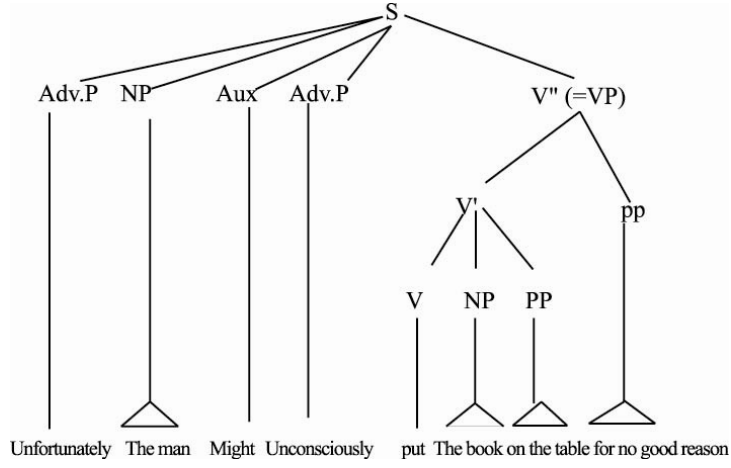 S
Adv.P NP Aux Adv.P V" (=VP)
V' pp
V NP PP
Unfortunately The man Might Unconsciously put The book on the table for no good reason